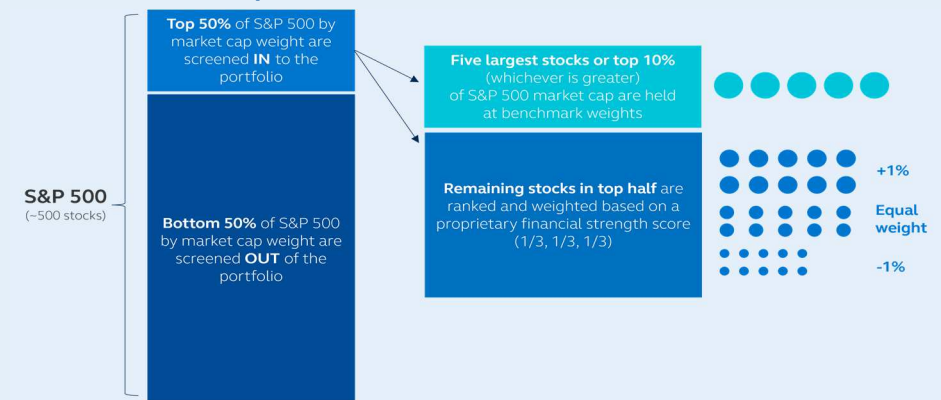 Top 50% of S&P 500 by
market cap weight are
screened IN to the
portfolio
Five largest stocks or top 10%
(whichever is greater)
of S&P 500 market cap are held
at benchmark weights
S&P 500
(~500 stocks)
Bottom 50% of S&P 500
by market cap weight are
screened OUT of the
portfolio
Remaining stocks in top half are
ranked and weighted based on a
proprietary financial strength score
(1/3, 1/3, 1/3)
+1%
Equal
weight
-1%